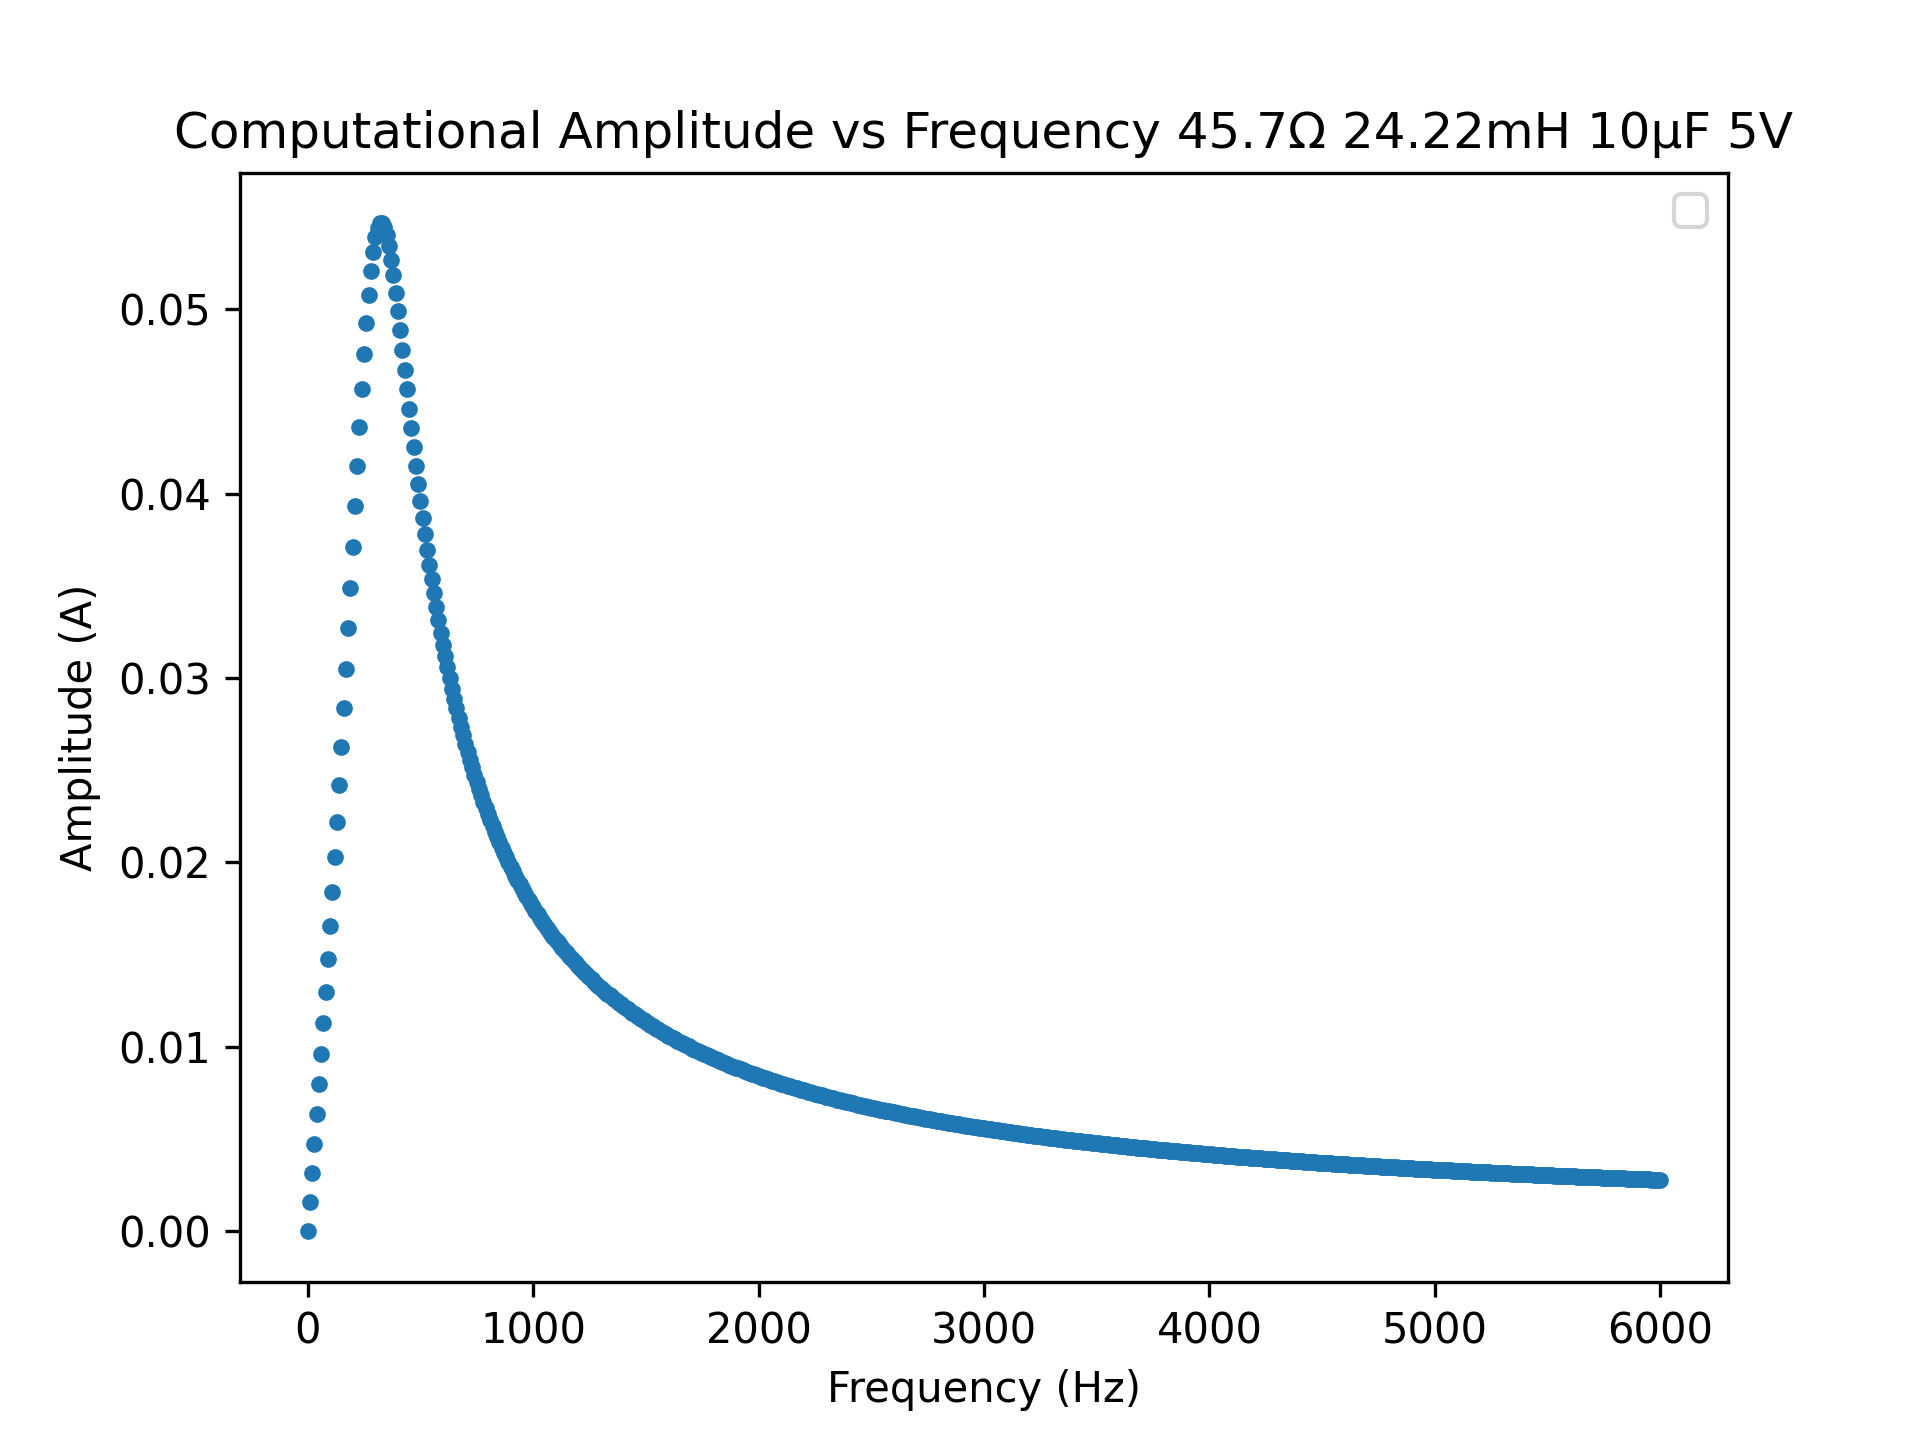 Computational Amplitude vs Frequency 45.7Ω 24.22mH 10μF 5V
0.05
0.04
0.03
0.02
0.01
0.00
Amplitude (A)
0 1000 2000 3000 4000 5000 6000
Frequency (Hz)